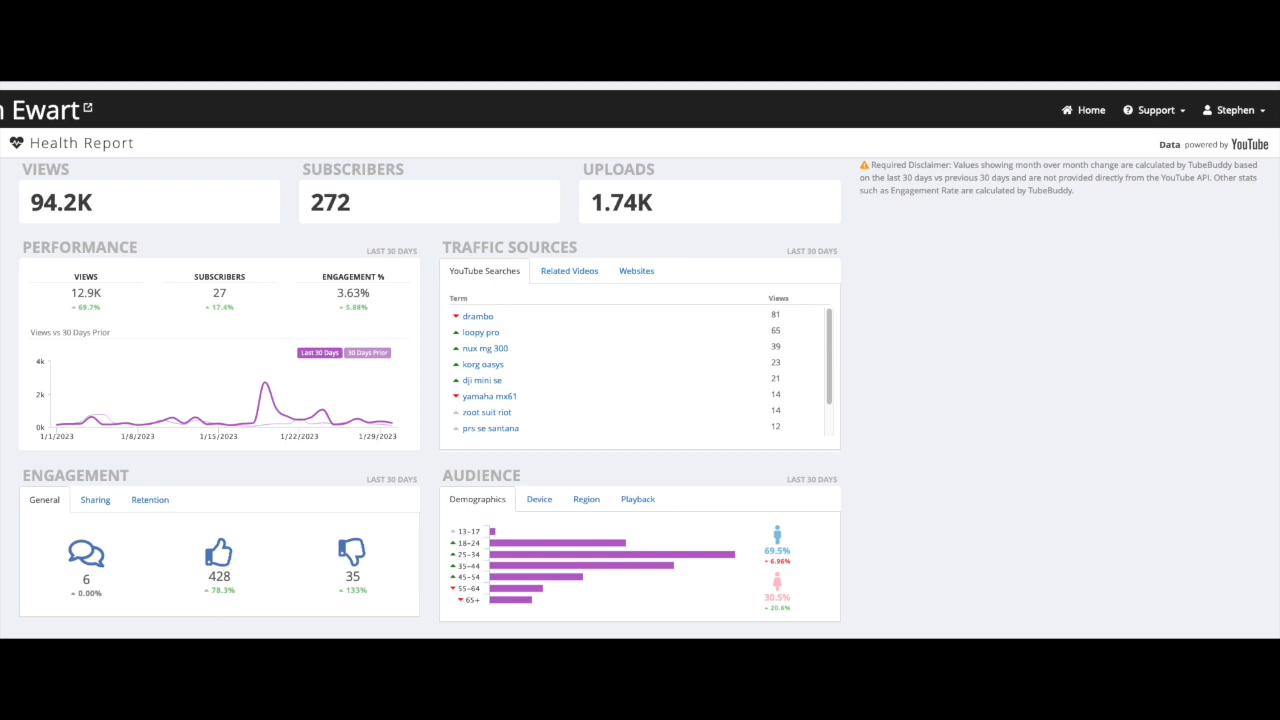 n Ewart
Home
Support
Stephen
Health Report
Data powered by YouTube
VIEWS
94.2K
SUBSCRIBERS
272
UPLOADS
1.74K
Required Disclaimer: Values showing month over month change are calculated by TubeBuddy based
on the last 30 days vs previous 30 days and are not provided directly from the YouTube API. Other stats
such as Engagement Rate are calculated by TubeBuddy.
PERFORMANCE
LAST 30 DAYS
VIEWS
SUBSCRIBERS
ENGAGEMENT %
12.9K
27
3.63%
69.7%
17.4%
5.88%
Views vs 30 Days Prior
Last 30 Days
30 Days Prior
4k
2k
0k
1/1/2023
1/8/2023
1/15/2023
1/22/2023
1/29/2023
TRAFFIC SOURCES
LAST 30 DAYS
YouTube Searches
Related Videos
Websites
Term
Views
drambo
81
loopy pro
65
nux mg 300
39
korg oasys
23
dji mini se
21
yamaha mx61
14
zoot suit riot
14
prs se santana
12
ENGAGEMENT
LAST 30 DAYS
General
Sharing
Retention
6
428
35
0.00%
78.3%
133%
AUDIENCE
LAST 30 DAYS
Demographics
Device
Region
Playback
13-17
18-24
25-34
35-44
45-54
55-64
65+
69.5%
6.96%
30.5%
20.6%